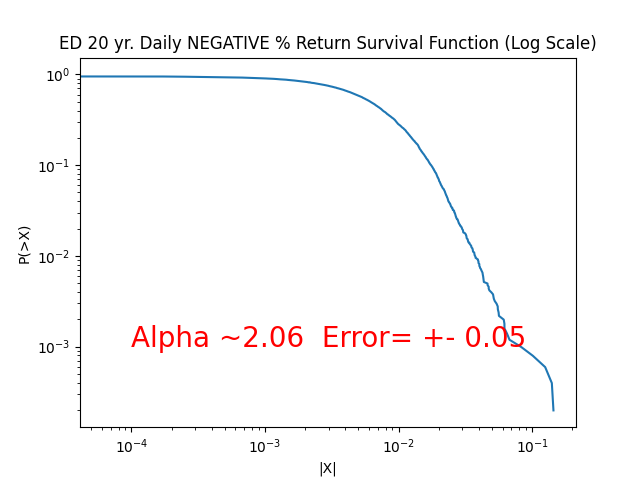 ED 20 yr. Daily NEGATIVE % Return Survival Function (Log Scale)
10⁰
10⁻¹
10⁻²
10⁻³
P(>X)
Alpha ~2.06  Error= +- 0.05
10⁻⁴ 10⁻³ 10⁻² 10⁻¹
|X|